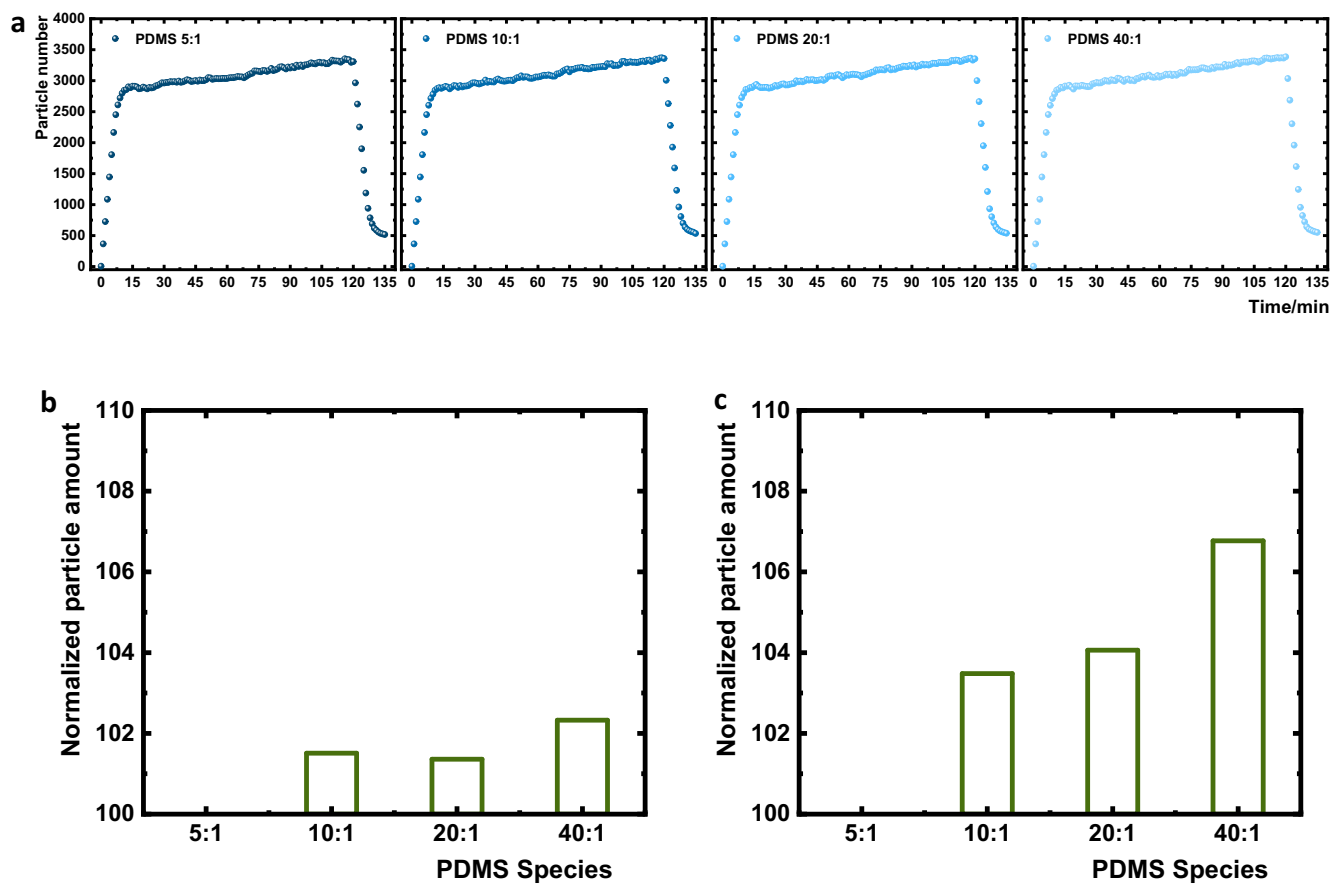 a
Particle number
4000
3500
3000
2500
2000
1500
1000
500
0
PDMS 5:1
PDMS 10:1
PDMS 20:1
PDMS 40:1
0 15 30 45 60 75 90 105 120 135
0 15 30 45 60 75 90 105 120 135
0 15 30 45 60 75 90 105 120 135
0 15 30 45 60 75 90 105 120 135
Time/min
b
Normalized particle amount
110
108
106
104
102
100
5:1 10:1 20:1 40:1
PDMS Species
c
Normalized particle amount
110
108
106
104
102
100
5:1 10:1 20:1 40:1
PDMS Species